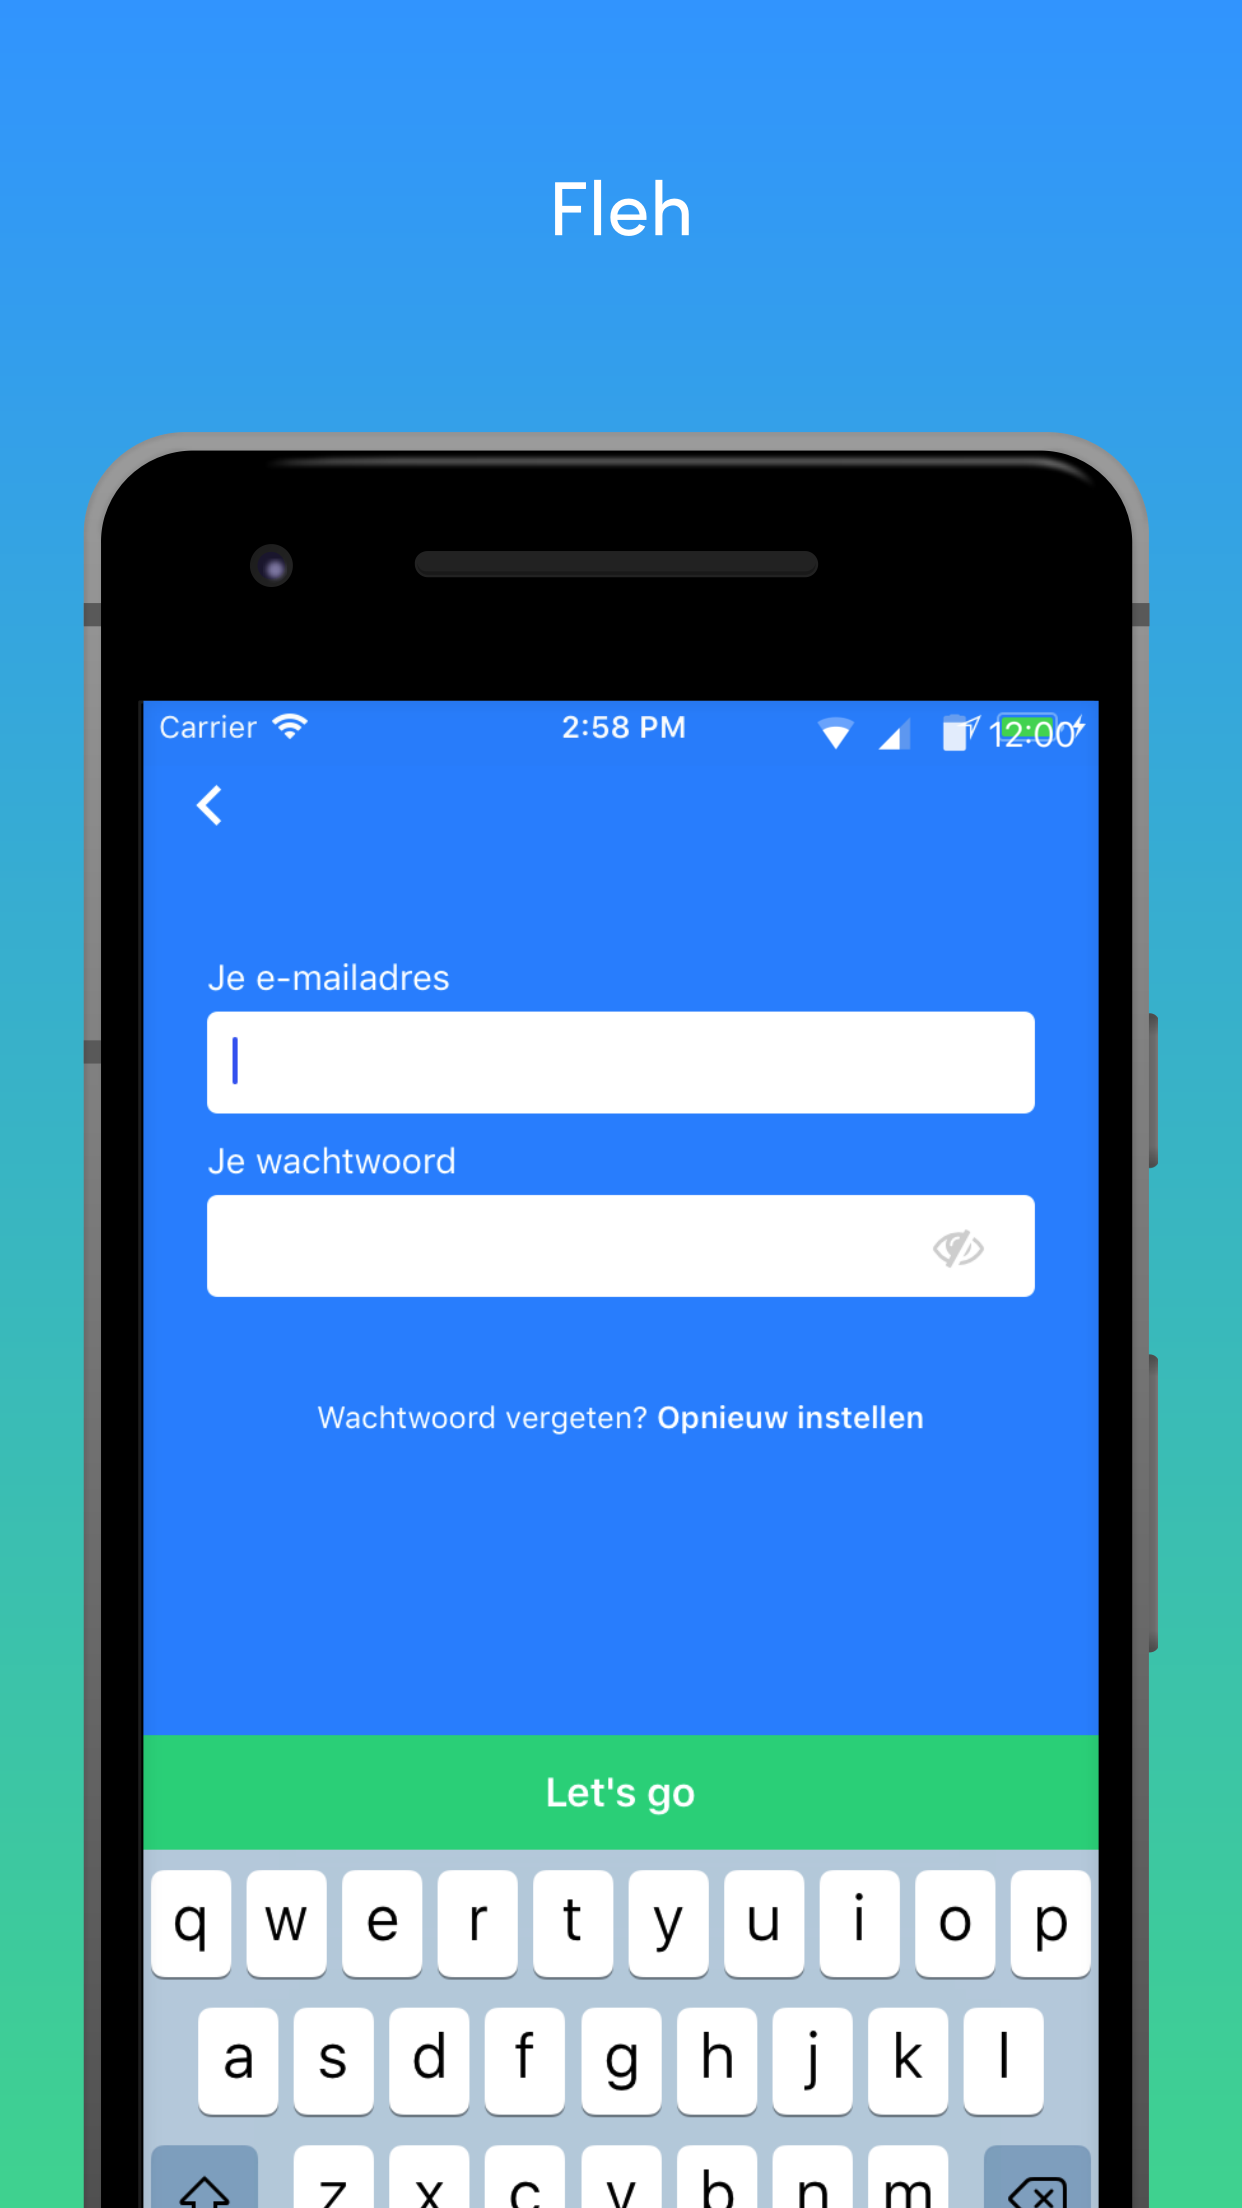 Fleh
Carrier 2:58 PM 12:00
Je e-mailadres
Je wachtwoord
Wachtwoord vergeten? Opnieuw instellen
Let's go
q w e r t y u i o p
a s d f g h j k l
z x c v b n m